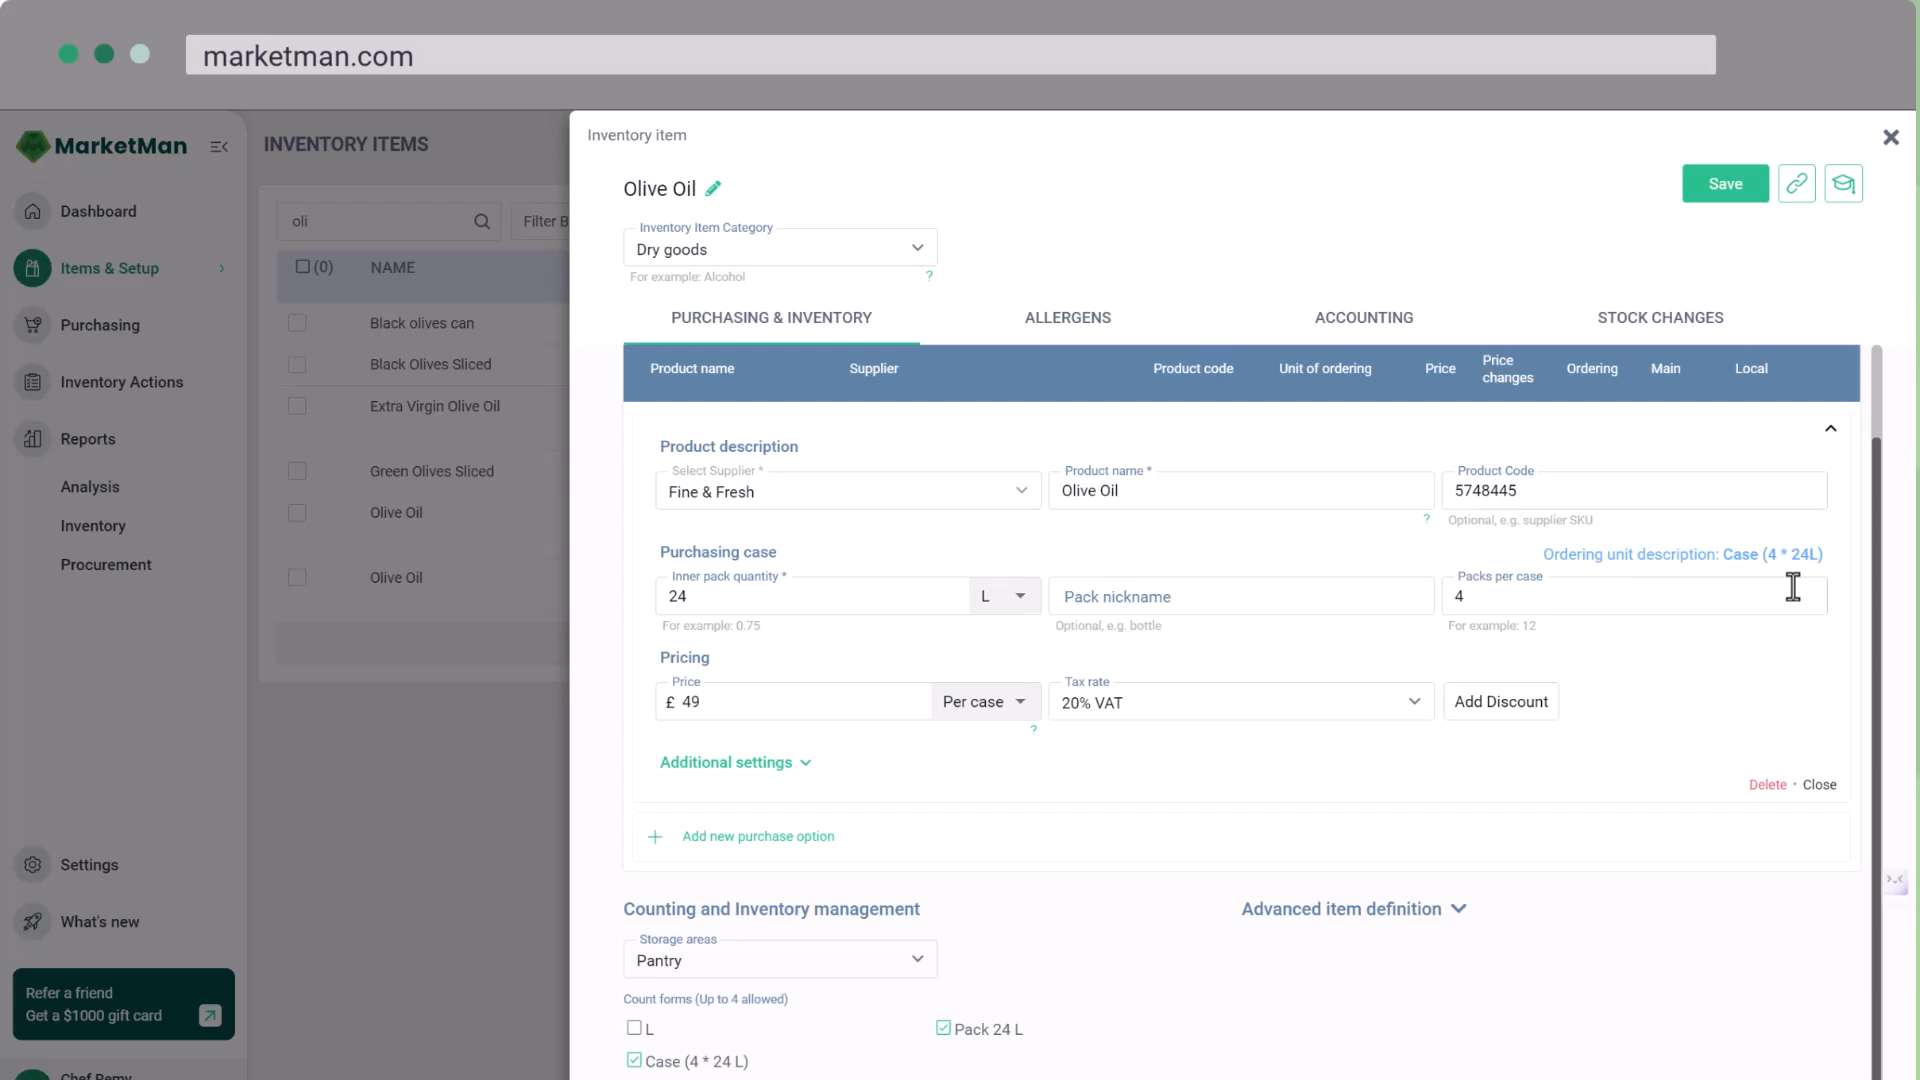 marketman.com
MarketMan
Dashboard
Items & Setup
Purchasing
Inventory Actions
Reports
Analysis
Inventory
Procurement
Settings
What's new
Refer a friend
Get a $1000 gift card
Chef Remy
INVENTORY ITEMS
oli
Filter B
(0)
NAME
Black olives can
Black Olives Sliced
Extra Virgin Olive Oil
Green Olives Sliced
Olive Oil
Olive Oil
Inventory item
Olive Oil
Save
Inventory Item Category
Dry goods
For example: Alcohol
?
PURCHASING & INVENTORY
ALLERGENS
ACCOUNTING
STOCK CHANGES
Product name
Supplier
Product code
Unit of ordering
Price
Price changes
Ordering
Main
Local
Product description
Select Supplier *
Fine & Fresh
Product name *
Olive Oil
?
Product Code
5748445
Optional, e.g. supplier SKU
Purchasing case
Ordering unit description: Case (4 * 24L)
Inner pack quantity *
24
L
For example: 0.75
Pack nickname
Optional, e.g. bottle
Packs per case
4
For example: 12
Pricing
Price
£ 49
Per case
?
Tax rate
20% VAT
Add Discount
Additional settings
Delete · Close
+ Add new purchase option
Counting and Inventory management
Advanced item definition
Storage areas
Pantry
Count forms (Up to 4 allowed)
L
Pack 24 L
Case (4 * 24 L)